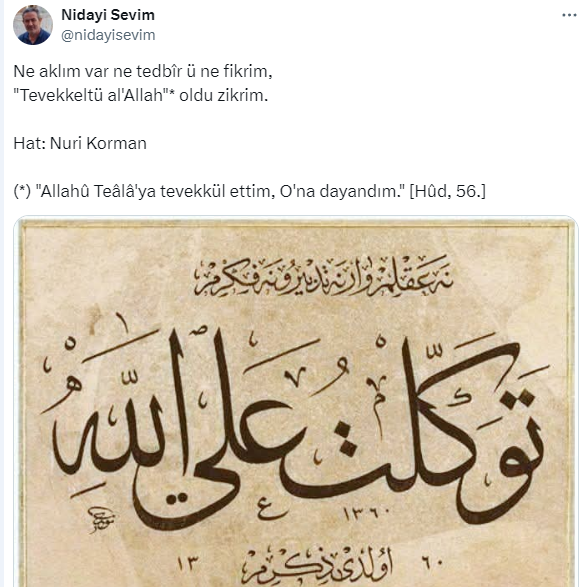 Nidayi Sevim
@nidayisevim
Ne aklım var ne tedbîr ü ne fikrim,
"Tevekkeltü al'Allah"* oldu zikrim.
Hat: Nuri Korman
(*) "Allahû Teâlâ'ya tevekkül ettim, O'na dayandım." [Hûd, 56.]
نه عقلم وار نه تدبیر و نه فکرم
توكلت على الله
١٣٦٠
١٣ اولدی ذکرم ٦٠